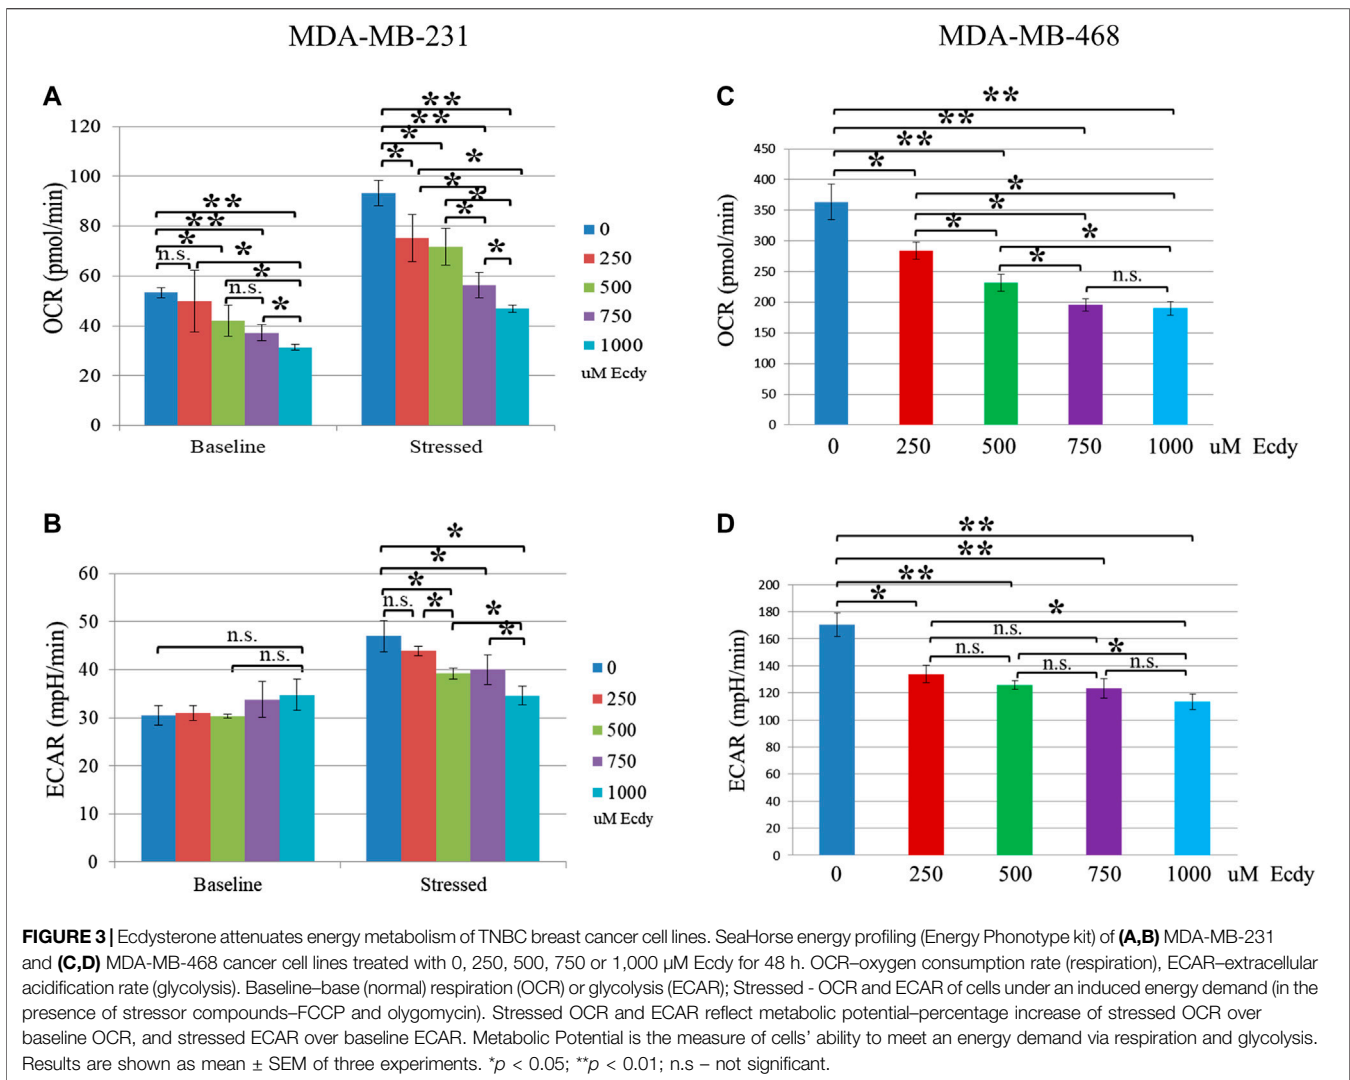 MDA-MB-231
MDA-MB-468
A
OCR (pmol/min)
120
100
80
60
40
20
0
**
**
*
n.s.
*
*
n.s.
*
**
**
*
*
*
*
*
*
*
Baseline
Stressed
0
250
500
750
1000
uM Ecdy
C
OCR (pmol/min)
450
400
350
300
250
200
150
100
50
0
**
**
**
*
*
*
*
*
*
n.s.
0 250 500 750 1000 uM Ecdy
B
ECAR (mpH/min)
60
50
40
30
20
10
0
n.s.
n.s.
*
*
*
n.s.
*
*
*
Baseline
Stressed
0
250
500
750
1000
uM Ecdy
D
ECAR (mpH/min)
200
180
160
140
120
100
80
60
40
20
0
**
**
**
*
*
n.s.
n.s.
*
n.s.
n.s.
0 250 500 750 1000 uM Ecdy
FIGURE 3 | Ecdysterone attenuates energy metabolism of TNBC breast cancer cell lines. SeaHorse energy profiling (Energy Phonotype kit) of (A,B) MDA-MB-231
and (C,D) MDA-MB-468 cancer cell lines treated with 0, 250, 500, 750 or 1,000 µM Ecdy for 48 h. OCR–oxygen consumption rate (respiration), ECAR–extracellular
acidification rate (glycolysis). Baseline–base (normal) respiration (OCR) or glycolysis (ECAR); Stressed - OCR and ECAR of cells under an induced energy demand (in the
presence of stressor compounds–FCCP and olygomycin). Stressed OCR and ECAR reflect metabolic potential–percentage increase of stressed OCR over
baseline OCR, and stressed ECAR over baseline ECAR. Metabolic Potential is the measure of cells' ability to meet an energy demand via respiration and glycolysis.
Results are shown as mean ± SEM of three experiments. *p < 0.05; **p < 0.01; n.s – not significant.